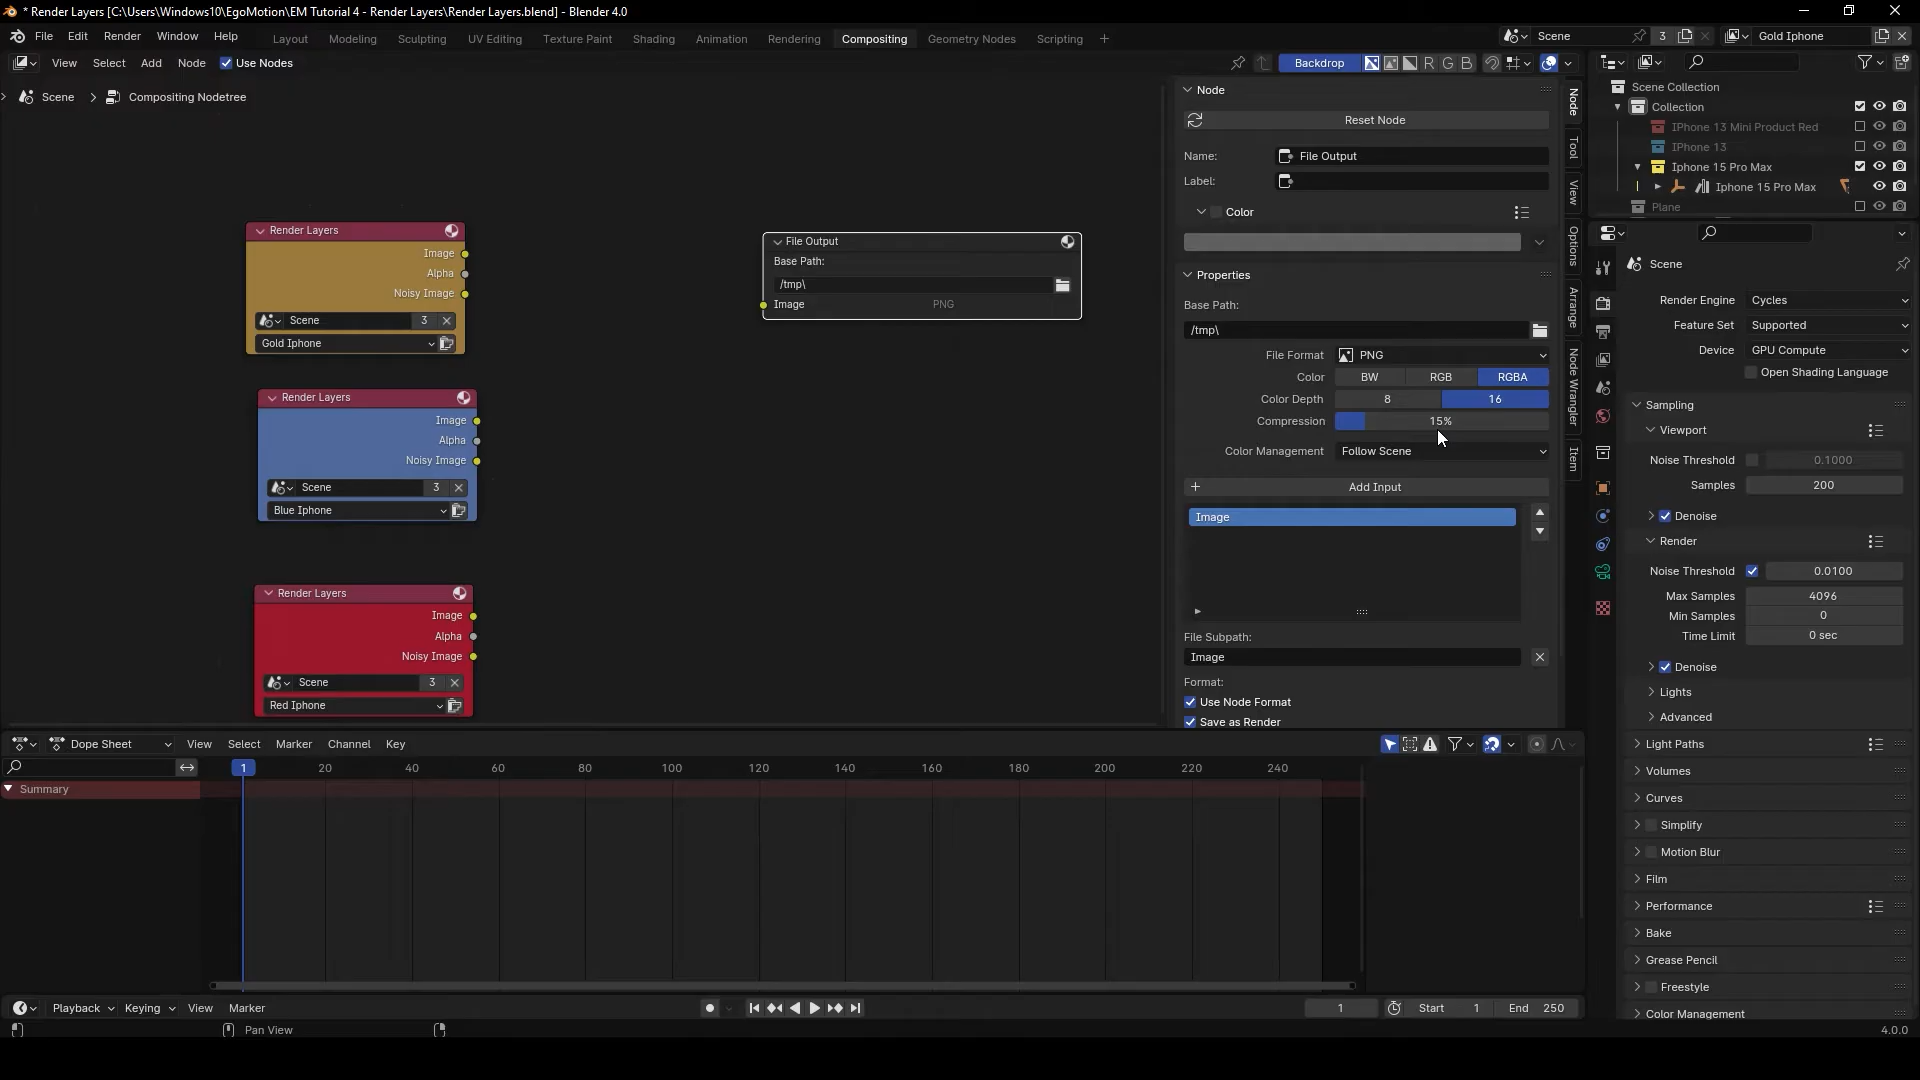 * Render Layers [C:\Users\Windows10\EgoMotion\EM Tutorial 4 - Render Layers\Render Layers.blend] - Blender 4.0
File Edit Render Window Help
Layout Modeling Sculpting UV Editing Texture Paint Shading Animation Rendering Compositing Geometry Nodes Scripting +
Scene 3 Gold Iphone
View Select Add Node Use Nodes
Backdrop R G B
Scene > Compositing Nodetree
Render Layers
Image
Alpha
Noisy Image
Scene 3
Gold Iphone
Render Layers
Image
Alpha
Noisy Image
Scene 3
Blue Iphone
Render Layers
Image
Alpha
Noisy Image
Scene 3
Red Iphone
File Output
Base Path:
/tmp\
Image PNG
Node
Reset Node
Name: File Output
Label:
Color
Properties
Base Path:
/tmp\
File Format PNG
Color BW RGB RGBA
Color Depth 8 16
Compression 15%
Color Management Follow Scene
Add Input
Image
File Subpath:
Image
Format:
Use Node Format
Save as Render
Node
Tool
View
Options
Arrange
Node Wrangler
Item
Scene Collection
Collection
IPhone 13 Mini Product Red
IPhone 13
Iphone 15 Pro Max
Iphone 15 Pro Max
Plane
Scene
Render Engine Cycles
Feature Set Supported
Device GPU Compute
Open Shading Language
Sampling
Viewport
Noise Threshold 0.1000
Samples 200
Denoise
Render
Noise Threshold 0.0100
Max Samples 4096
Min Samples 0
Time Limit 0 sec
Denoise
Lights
Advanced
Light Paths
Volumes
Curves
Simplify
Motion Blur
Film
Performance
Bake
Grease Pencil
Freestyle
Color Management
Dope Sheet View Select Marker Channel Key
1 20 40 60 80 100 120 140 160 180 200 220 240
Summary
Playback Keying View Marker
1 Start 1 End 250
Pan View
4.0.0